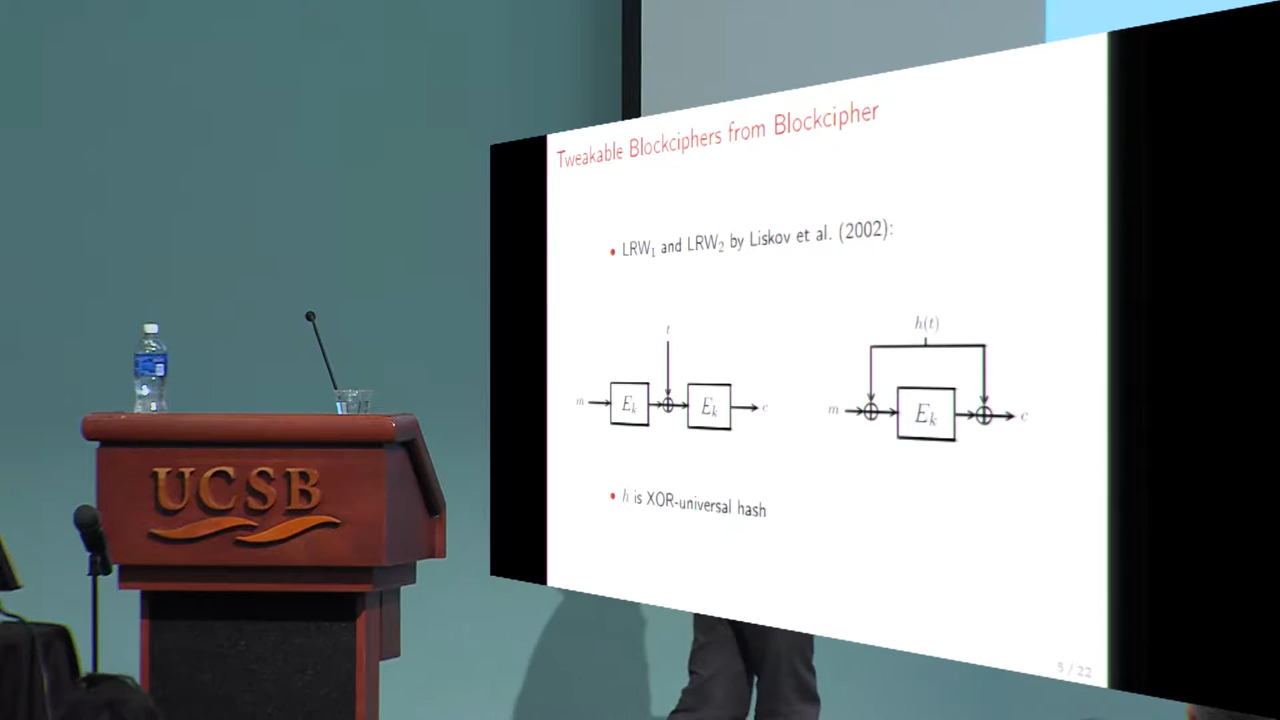 Tweakable Blockciphers from Blockcipher
• LRW₁ and LRW₂ by Liskov et al. (2002):
t
m
E_k
E_k
c
h(t)
m
E_k
c
• h is XOR-universal hash
5 / 22
UCSB